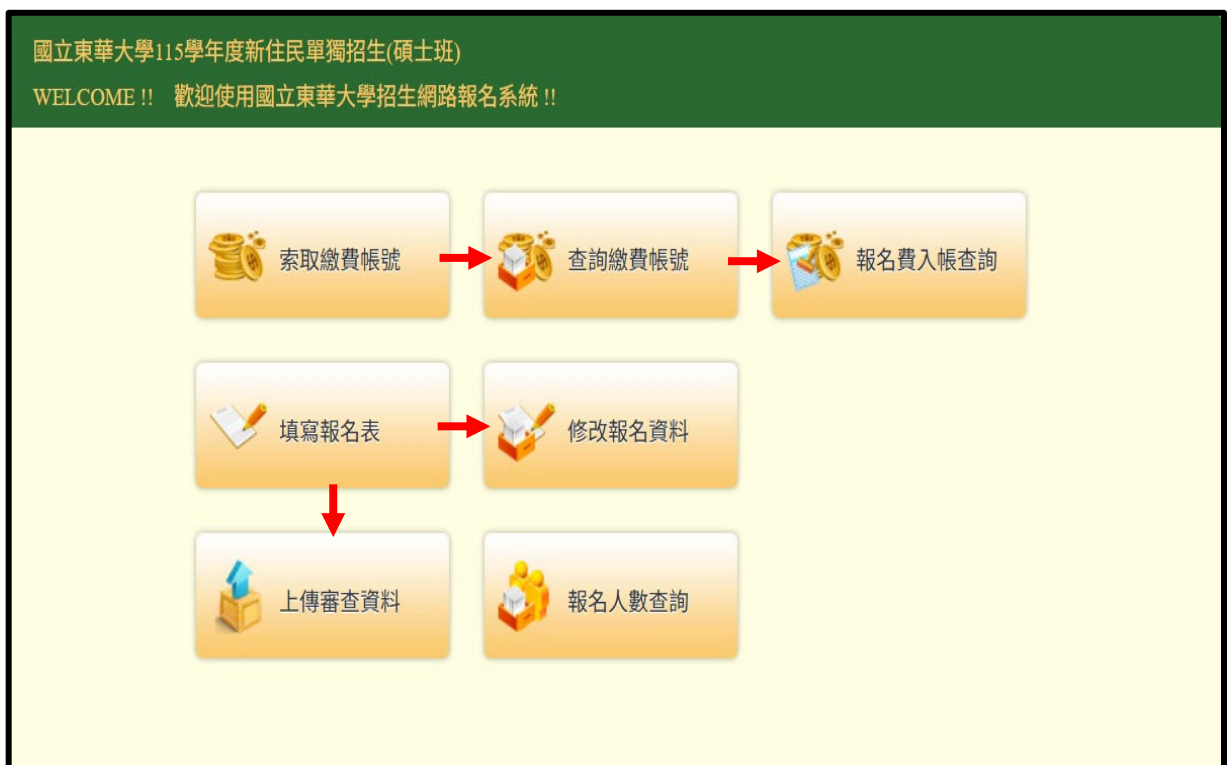 國立東華大學115學年度新住民單獨招生(碩士班)
WELCOME !! 歡迎使用國立東華大學招生網路報名系統 !!
索取繳費帳號
查詢繳費帳號
報名費入帳查詢
填寫報名表
修改報名資料
上傳審查資料
報名人數查詢